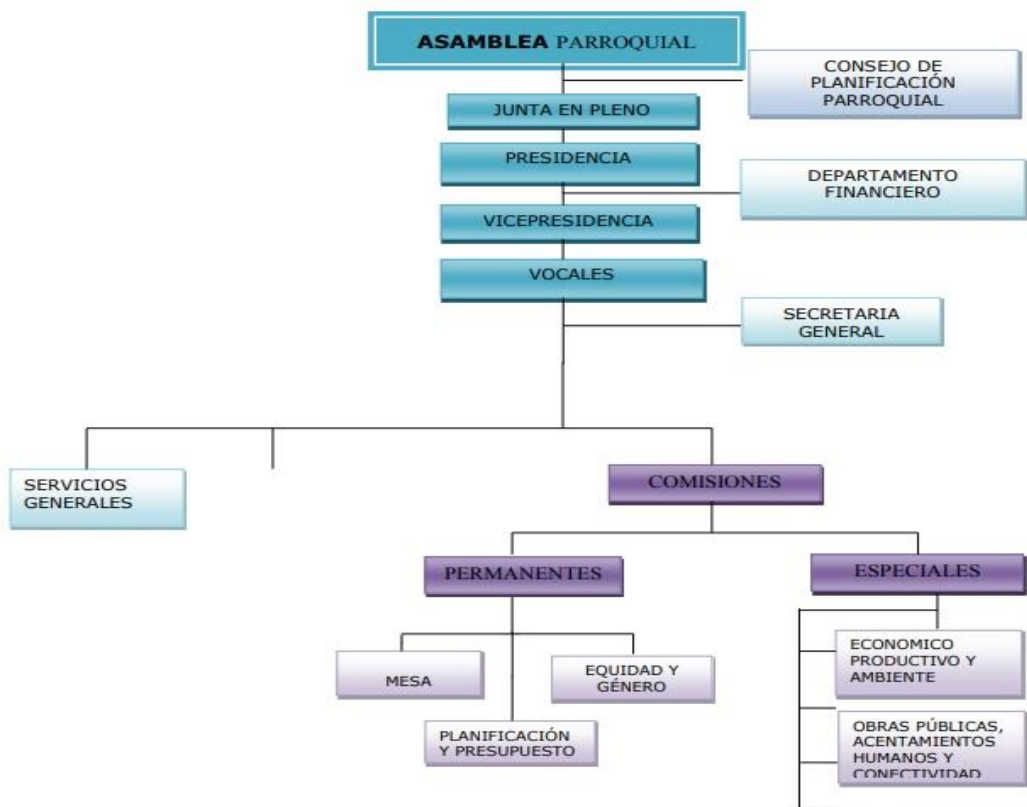 ASAMBLEA PARROQUIAL
CONSEJO DE
PLANIFICACIÓN
PARROQUIAL
JUNTA EN PLENO
PRESIDENCIA
DEPARTAMENTO
FINANCIERO
VICEPRESIDENCIA
VOCALES
SECRETARIA
GENERAL
SERVICIOS
GENERALES
COMISIONES
PERMANENTES
ESPECIALES
MESA
EQUIDAD Y
GÉNERO
PLANIFICACIÓN
Y PRESUPUESTO
ECONOMICO
PRODUCTIVO Y
AMBIENTE
OBRAS PÚBLICAS,
ACENTAMIENTOS
HUMANOS Y
CONECTIVIDAD